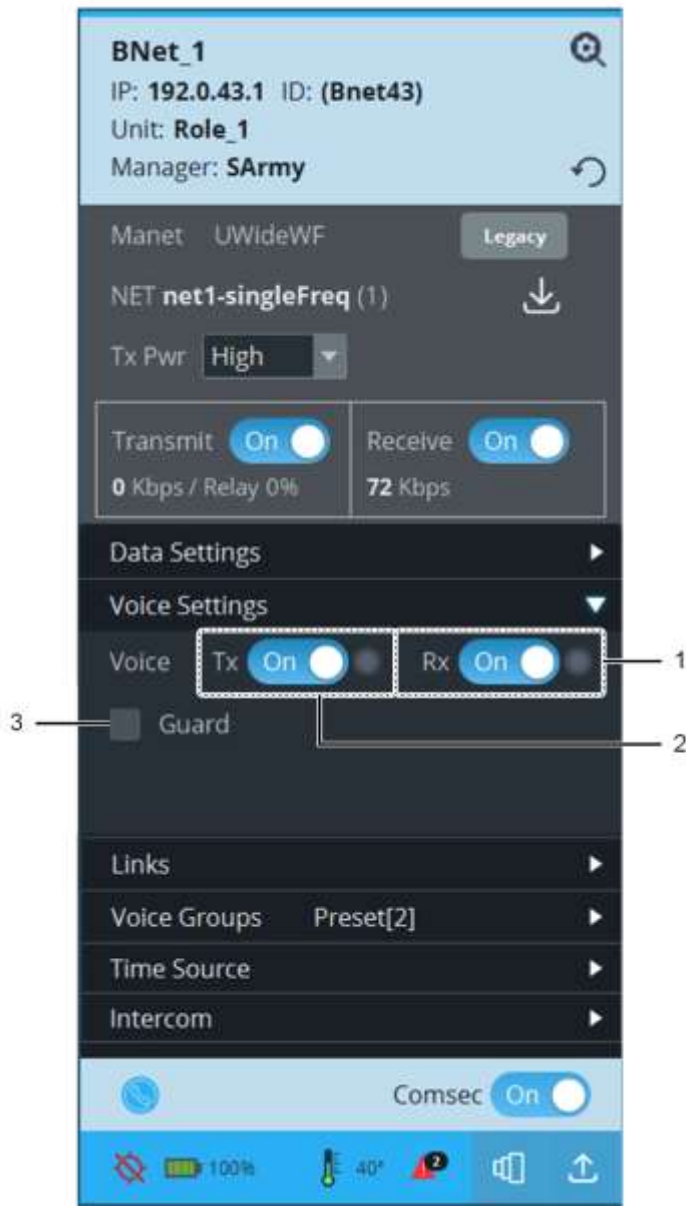 BNet_1
IP: 192.0.43.1 ID: (Bnet43)
Unit: Role_1
Manager: SArmy
Manet UWideWF Legacy
NET net1-singleFreq (1)
Tx Pwr High
Transmit On Receive On
0 Kbps / Relay 0% 72 Kbps
Data Settings
Voice Settings
Voice Tx On Rx On 1
3 Guard
2
Links
Voice Groups Preset[2]
Time Source
Intercom
Comsec On
100% 40° 2